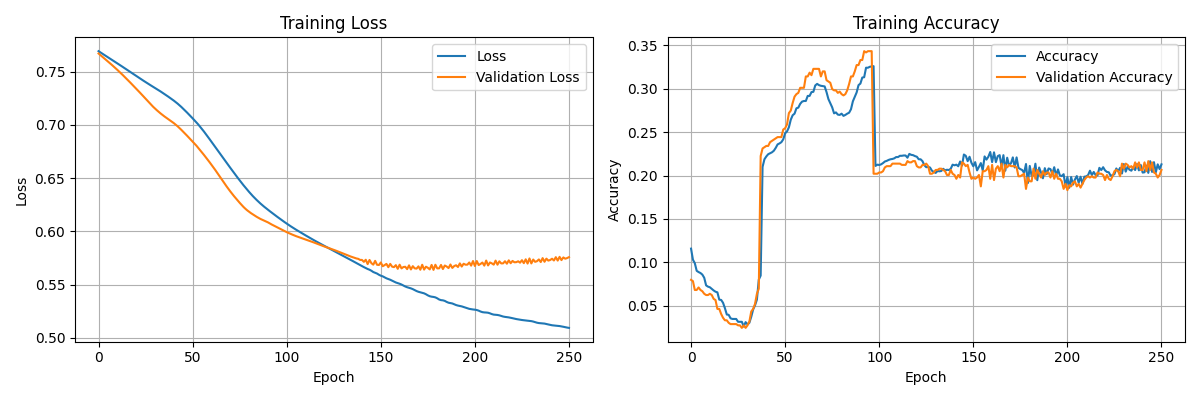 Training Loss
Loss
Validation Loss
0.75
0.70
0.65
0.60
0.55
0.50
Loss
0 50 100 150 200 250
Epoch
Training Accuracy
Accuracy
Validation Accuracy
0.35
0.30
0.25
0.20
0.15
0.10
0.05
Accuracy
0 50 100 150 200 250
Epoch